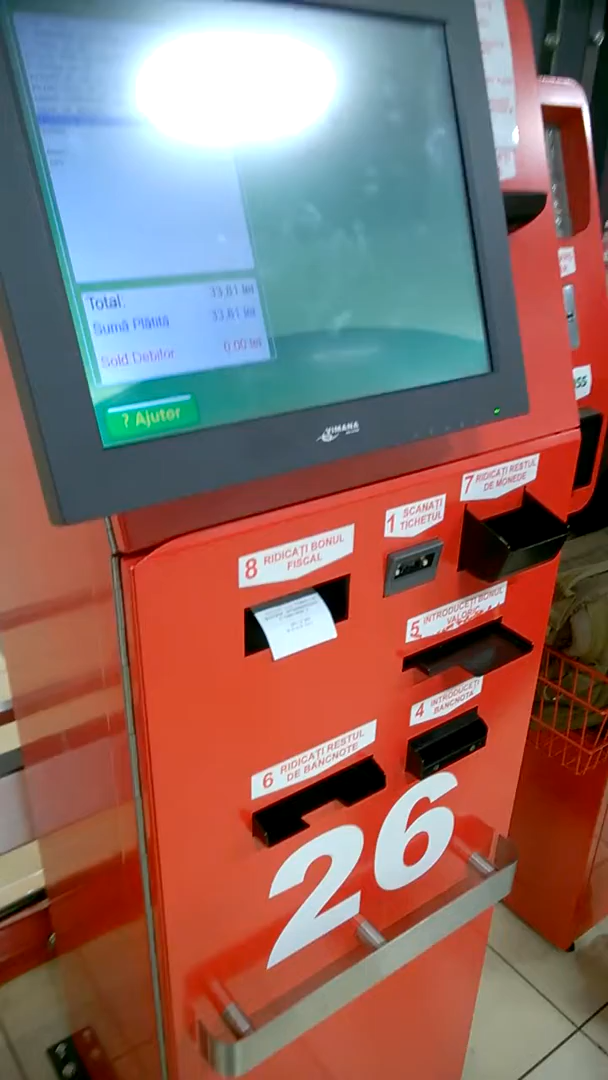 Total: 33,81 lei
Sumă Plătită 33,81 lei
Sold Debitor 0,00 lei
? Ajutor
VIMANA
7 RIDICAȚI RESTUL
DE MONEDE
1 SCANAȚI
TICHETUL
8 RIDICAȚI BONUL
FISCAL
5 INTRODUCEȚI BONUL
VALORIC
4 INTRODUCEȚI
BANCNOTA
6 RIDICAȚI RESTUL
DE BANCNOTE
26